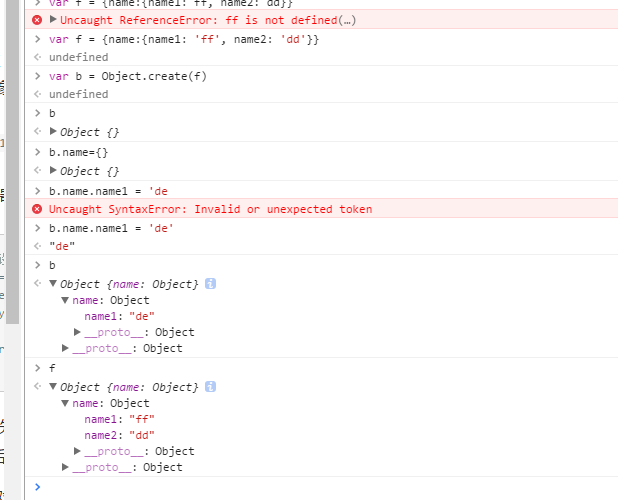 var f = {name:{name1: ff, name2: dd}}
Uncaught ReferenceError: ff is not defined(…)
var f = {name:{name1: 'ff', name2: 'dd'}}
undefined
var b = Object.create(f)
undefined
b
Object {}
b.name={}
Object {}
b.name.name1 = 'de
Uncaught SyntaxError: Invalid or unexpected token
b.name.name1 = 'de'
"de"
b
Object {name: Object}
name: Object
name1: "de"
__proto__: Object
__proto__: Object
f
Object {name: Object}
name: Object
name1: "ff"
name2: "dd"
__proto__: Object
__proto__: Object